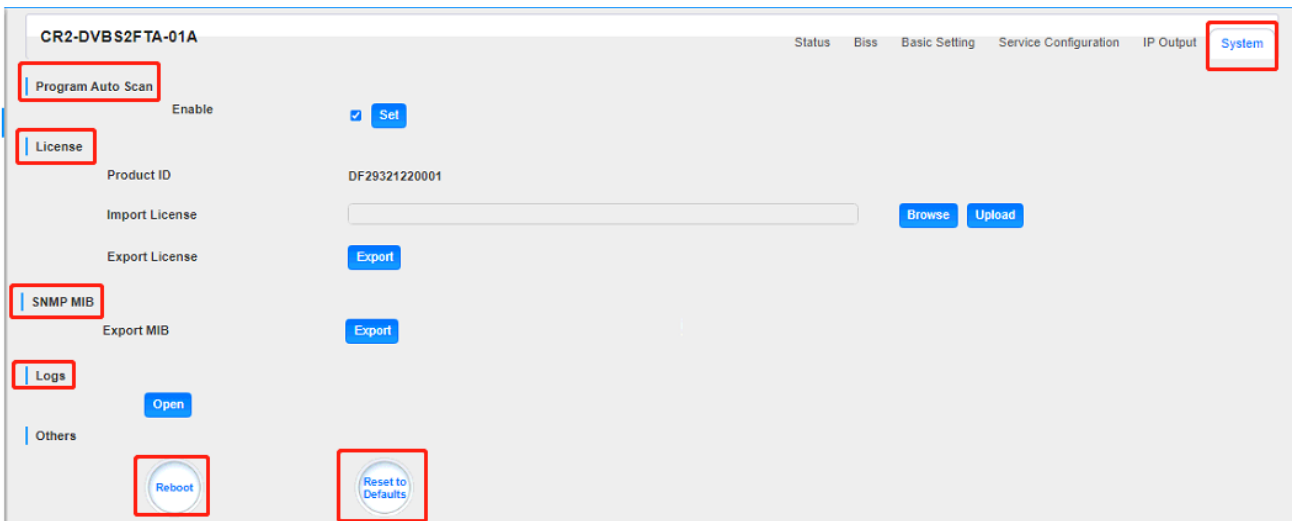 CR2-DVBS2FTA-01A
Status Biss Basic Setting Service Configuration IP Output System
Program Auto Scan
Enable Set
License
Product ID DF29321220001
Import License Browse Upload
Export License Export
SNMP MIB
Export MIB Export
Logs
Open
Others
Reboot Reset to
Defaults